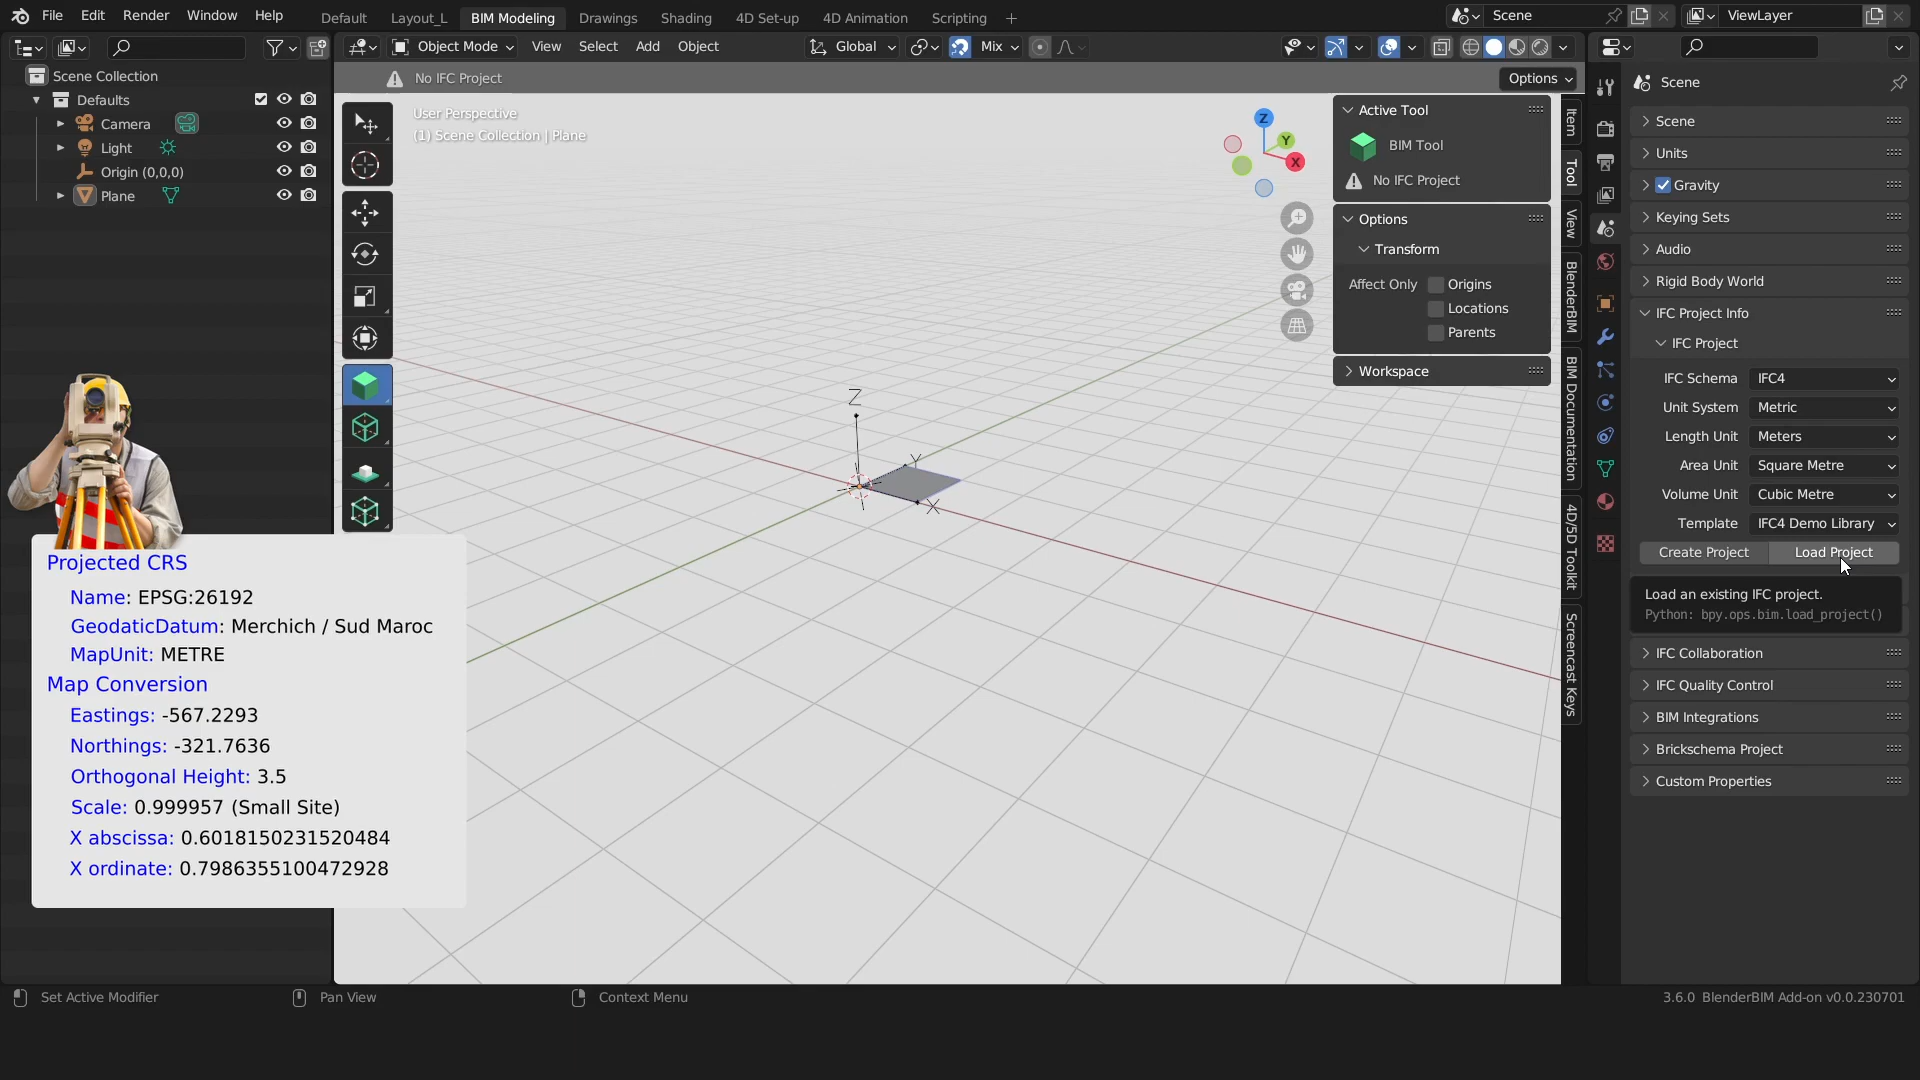 File Edit Render Window Help Default Layout_L BIM Modeling Drawings Shading 4D Set-up 4D Animation Scripting + Scene ViewLayer
Object Mode View Select Add Object Global Mix
No IFC Project Options
Scene Collection
Defaults
Camera
Light
Origin (0,0,0)
Plane
User Perspective
(1) Scene Collection | Plane
Z
Y
X
Z
Y
X
Active Tool
BIM Tool
No IFC Project
Options
Transform
Affect Only Origins
Locations
Parents
Workspace
Item
Tool
View
BlenderBIM
BIM Documentation
4D/5D Toolkit
Screencast Keys
Scene
Scene
Units
Gravity
Keying Sets
Audio
Rigid Body World
IFC Project Info
IFC Project
IFC Schema IFC4
Unit System Metric
Length Unit Meters
Area Unit Square Metre
Volume Unit Cubic Metre
Template IFC4 Demo Library
Create Project Load Project
Load an existing IFC project.
Python: bpy.ops.bim.load_project()
IFC Collaboration
IFC Quality Control
BIM Integrations
Brickschema Project
Custom Properties
Projected CRS
Name: EPSG:26192
GeodaticDatum: Merchich / Sud Maroc
MapUnit: METRE
Map Conversion
Eastings: -567.2293
Northings: -321.7636
Orthogonal Height: 3.5
Scale: 0.999957 (Small Site)
X abscissa: 0.6018150231520484
X ordinate: 0.7986355100472928
Set Active Modifier Pan View Context Menu 3.6.0 BlenderBIM Add-on v0.0.230701